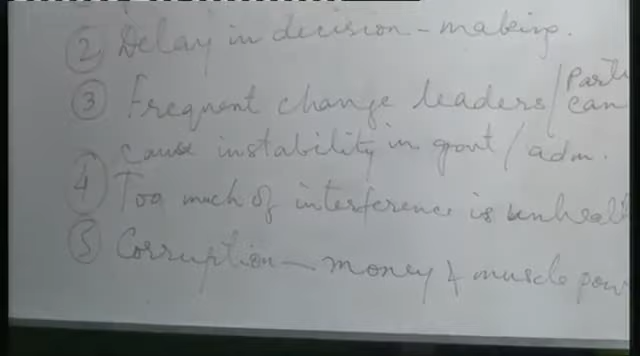 ② Delay in decision-making.
③ Frequent change leaders/Parti
can
cause instability in govt/adm.
④ Too much of interference is unheal
⑤ Corruption – money & muscle pow